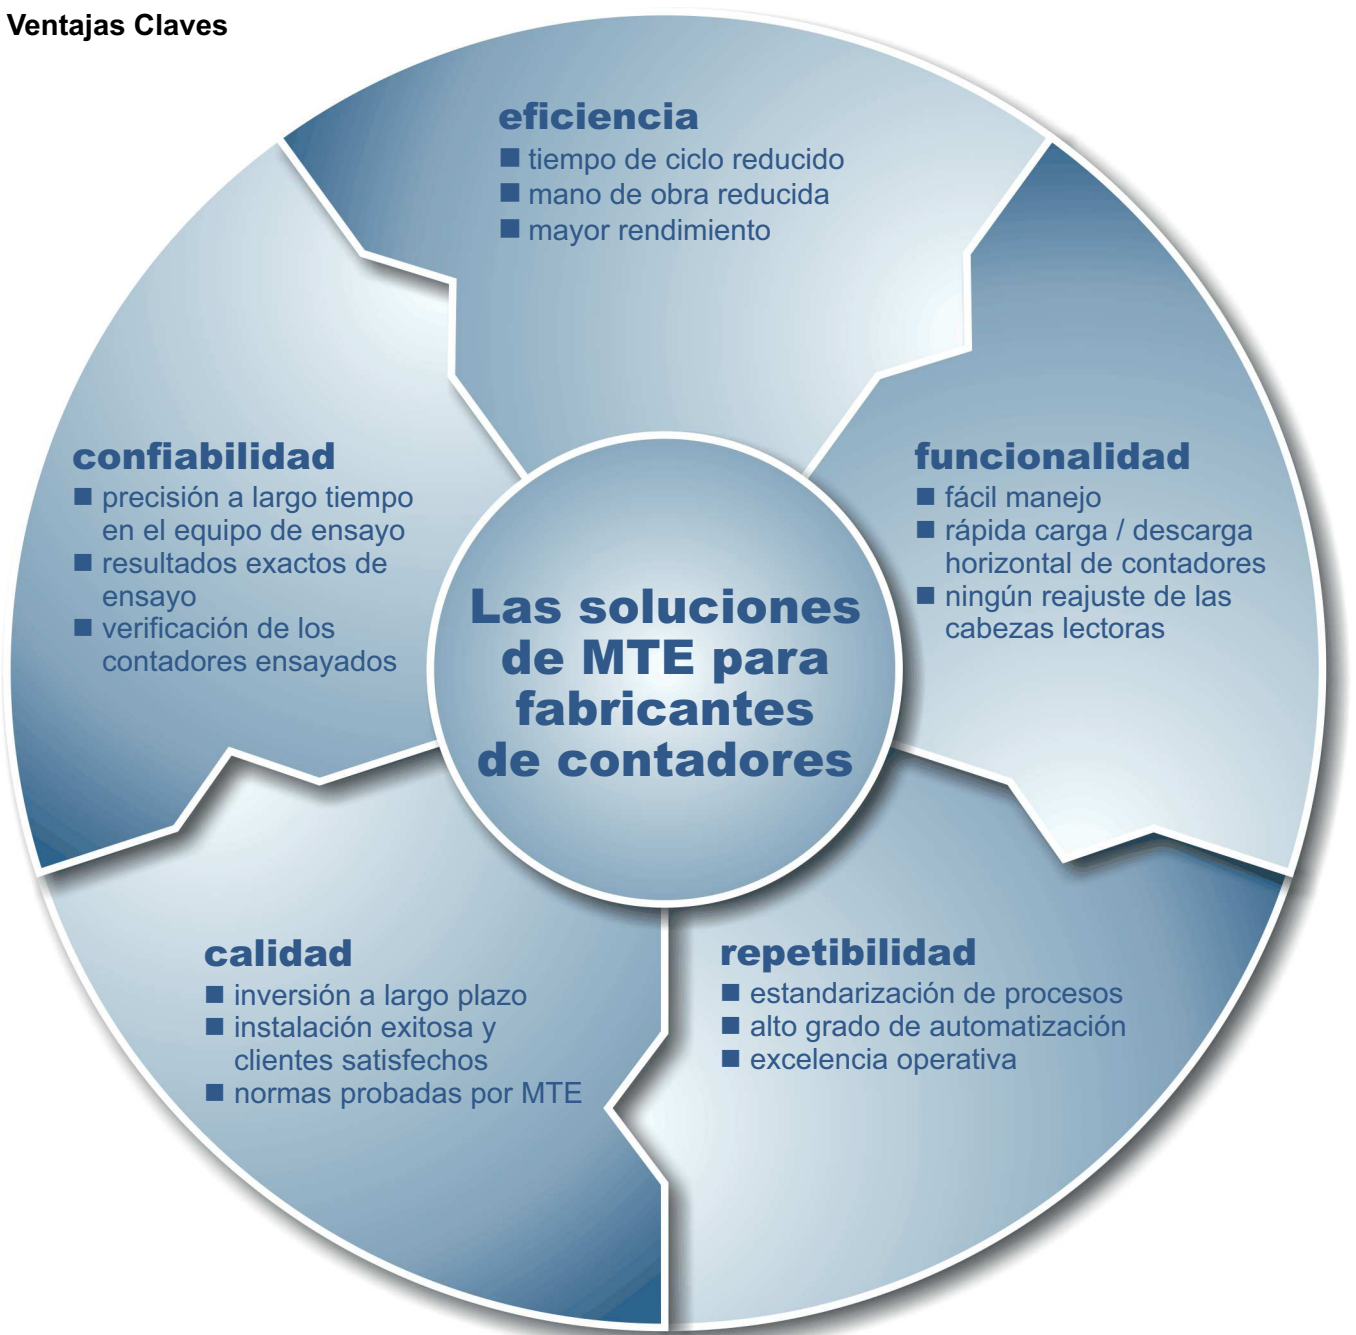 Ventajas Claves
eficiencia
■ tiempo de ciclo reducido
■ mano de obra reducida
■ mayor rendimiento
confiabilidad
■ precisión a largo tiempo
en el equipo de ensayo
■ resultados exactos de
ensayo
■ verificación de los
contadores ensayados
funcionalidad
■ fácil manejo
■ rápida carga / descarga
horizontal de contadores
■ ningún reajuste de las
cabezas lectoras
Las soluciones
de MTE para
fabricantes
de contadores
calidad
■ inversión a largo plazo
■ instalación exitosa y
clientes satisfechos
■ normas probadas por MTE
repetibilidad
■ estandarización de procesos
■ alto grado de automatización
■ excelencia operativa